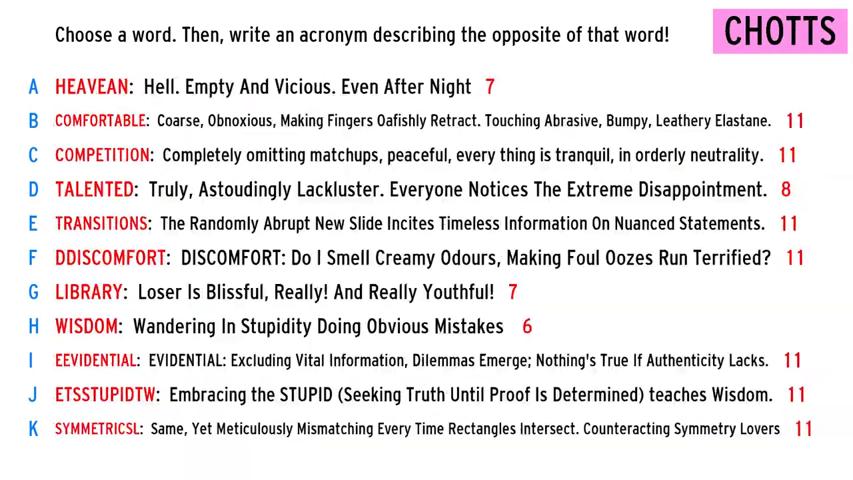 Choose a word. Then, write an acronym describing the opposite of that word! CHOTTS
A HEAVEAN: Hell. Empty And Vicious. Even After Night 7
B COMFORTABLE: Coarse, Obnoxious, Making Fingers Oafishly Retract. Touching Abrasive, Bumpy, Leathery Elastane. 11
C COMPETITION: Completely omitting matchups, peaceful, every thing is tranquil, in orderly neutrality. 11
D TALENTED: Truly, Astoundingly Lackluster. Everyone Notices The Extreme Disappointment. 8
E TRANSITIONS: The Randomly Abrupt New Slide Incites Timeless Information On Nuanced Statements. 11
F DDISCOMFORT: DISCOMFORT: Do I Smell Creamy Odours, Making Foul Oozes Run Terrified? 11
G LIBRARY: Loser Is Blissful, Really! And Really Youthful! 7
H WISDOM: Wandering In Stupidity Doing Obvious Mistakes 6
I EEVIDENTIAL: EVIDENTIAL: Excluding Vital Information, Dilemmas Emerge; Nothing's True If Authenticity Lacks. 11
J ETSSTUPIDTW: Embracing the STUPID (Seeking Truth Until Proof Is Determined) teaches Wisdom. 11
K SYMMETRICSL: Same, Yet Meticulously Mismatching Every Time Rectangles Intersect. Counteracting Symmetry Lovers 11